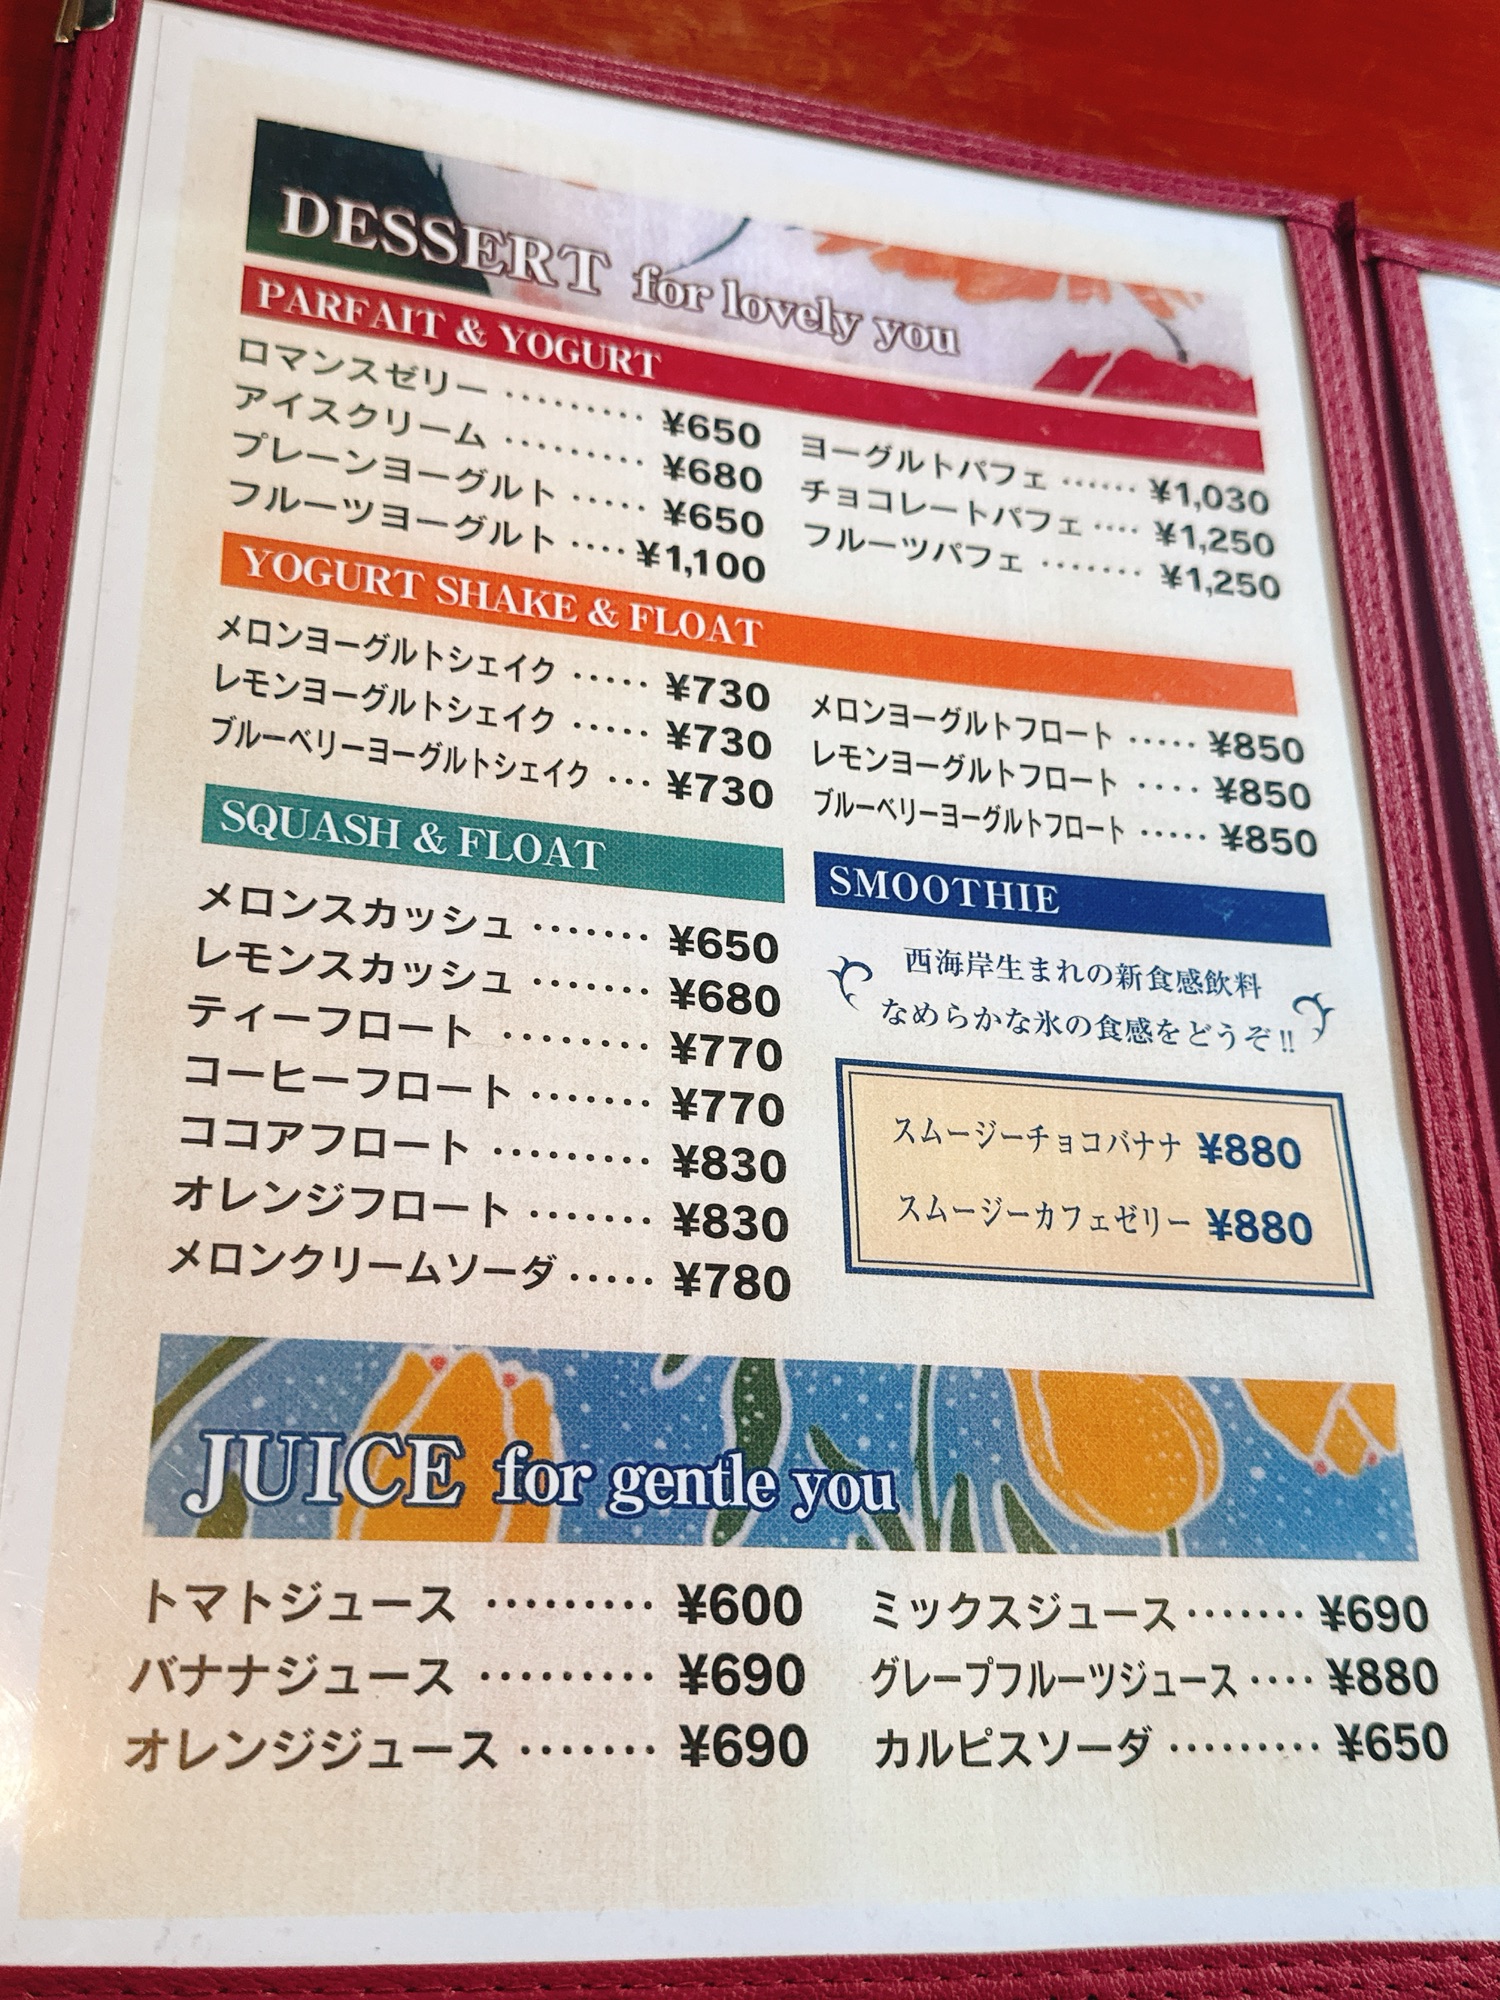 DESSERT for lovely you
PARFAIT & YOGURT
ロマンスゼリー ········· ¥650
アイスクリーム ········· ¥680
プレーンヨーグルト ····· ¥650
フルーツヨーグルト ···· ¥1,100
ヨーグルトパフェ ······ ¥1,030
チョコレートパフェ ···· ¥1,250
フルーツパフェ ······· ¥1,250
YOGURT SHAKE & FLOAT
メロンヨーグルトシェイク ····· ¥730
レモンヨーグルトシェイク ····· ¥730
ブルーベリーヨーグルトシェイク ··· ¥730
メロンヨーグルトフロート ····· ¥850
レモンヨーグルトフロート ···· ¥850
ブルーベリーヨーグルトフロート ····· ¥850
SQUASH & FLOAT
メロンスカッシュ ······· ¥650
レモンスカッシュ ······· ¥680
ティーフロート ········ ¥770
コーヒーフロート ······· ¥770
ココアフロート ········· ¥830
オレンジフロート ······· ¥830
メロンクリームソーダ ····· ¥780
SMOOTHIE
西海岸生まれの新食感飲料
なめらかな氷の食感をどうぞ!!
スムージーチョコバナナ ¥880
スムージーカフェゼリー ¥880
JUICE for gentle you
トマトジュース ········· ¥600
バナナジュース ········· ¥690
オレンジジュース ······· ¥690
ミックスジュース ······· ¥690
グレープフルーツジュース ···· ¥880
カルピスソーダ ········· ¥650